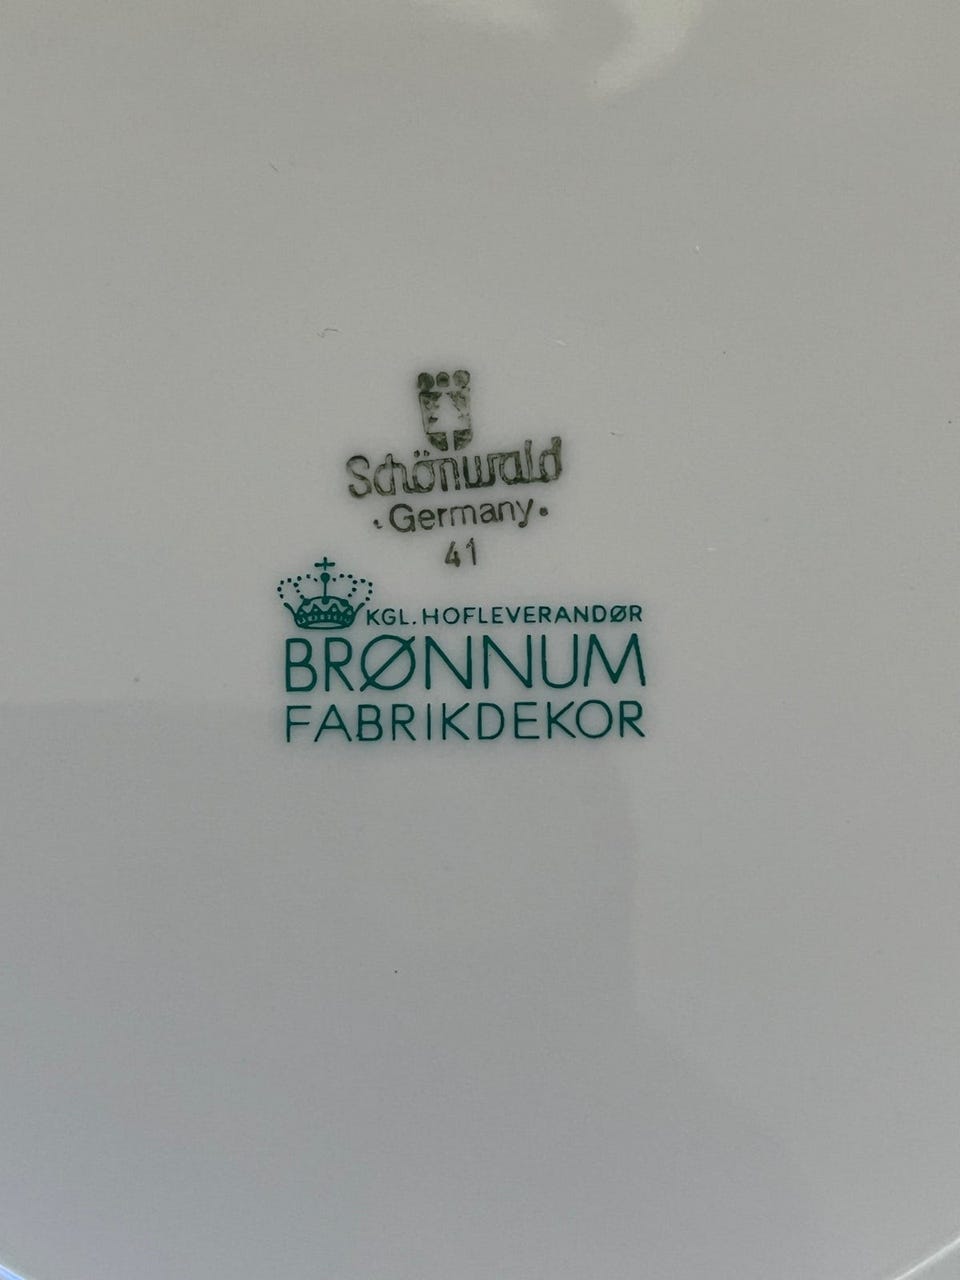 Schönwald
· Germany ·
41
KGL. HOFLEVERANDØR
BRØNNUM
FABRIKDEKOR